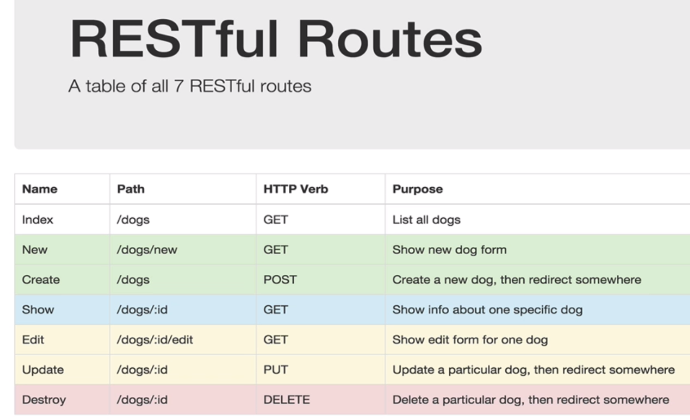 RESTful Routes
A table of all 7 RESTful routes
Name Path HTTP Verb Purpose
Index /dogs GET List all dogs
New /dogs/new GET Show new dog form
Create /dogs POST Create a new dog, then redirect somewhere
Show /dogs/:id GET Show info about one specific dog
Edit /dogs/:id/edit GET Show edit form for one dog
Update /dogs/:id PUT Update a particular dog, then redirect somewhere
Destroy /dogs/:id DELETE Delete a particular dog, then redirect somewhere